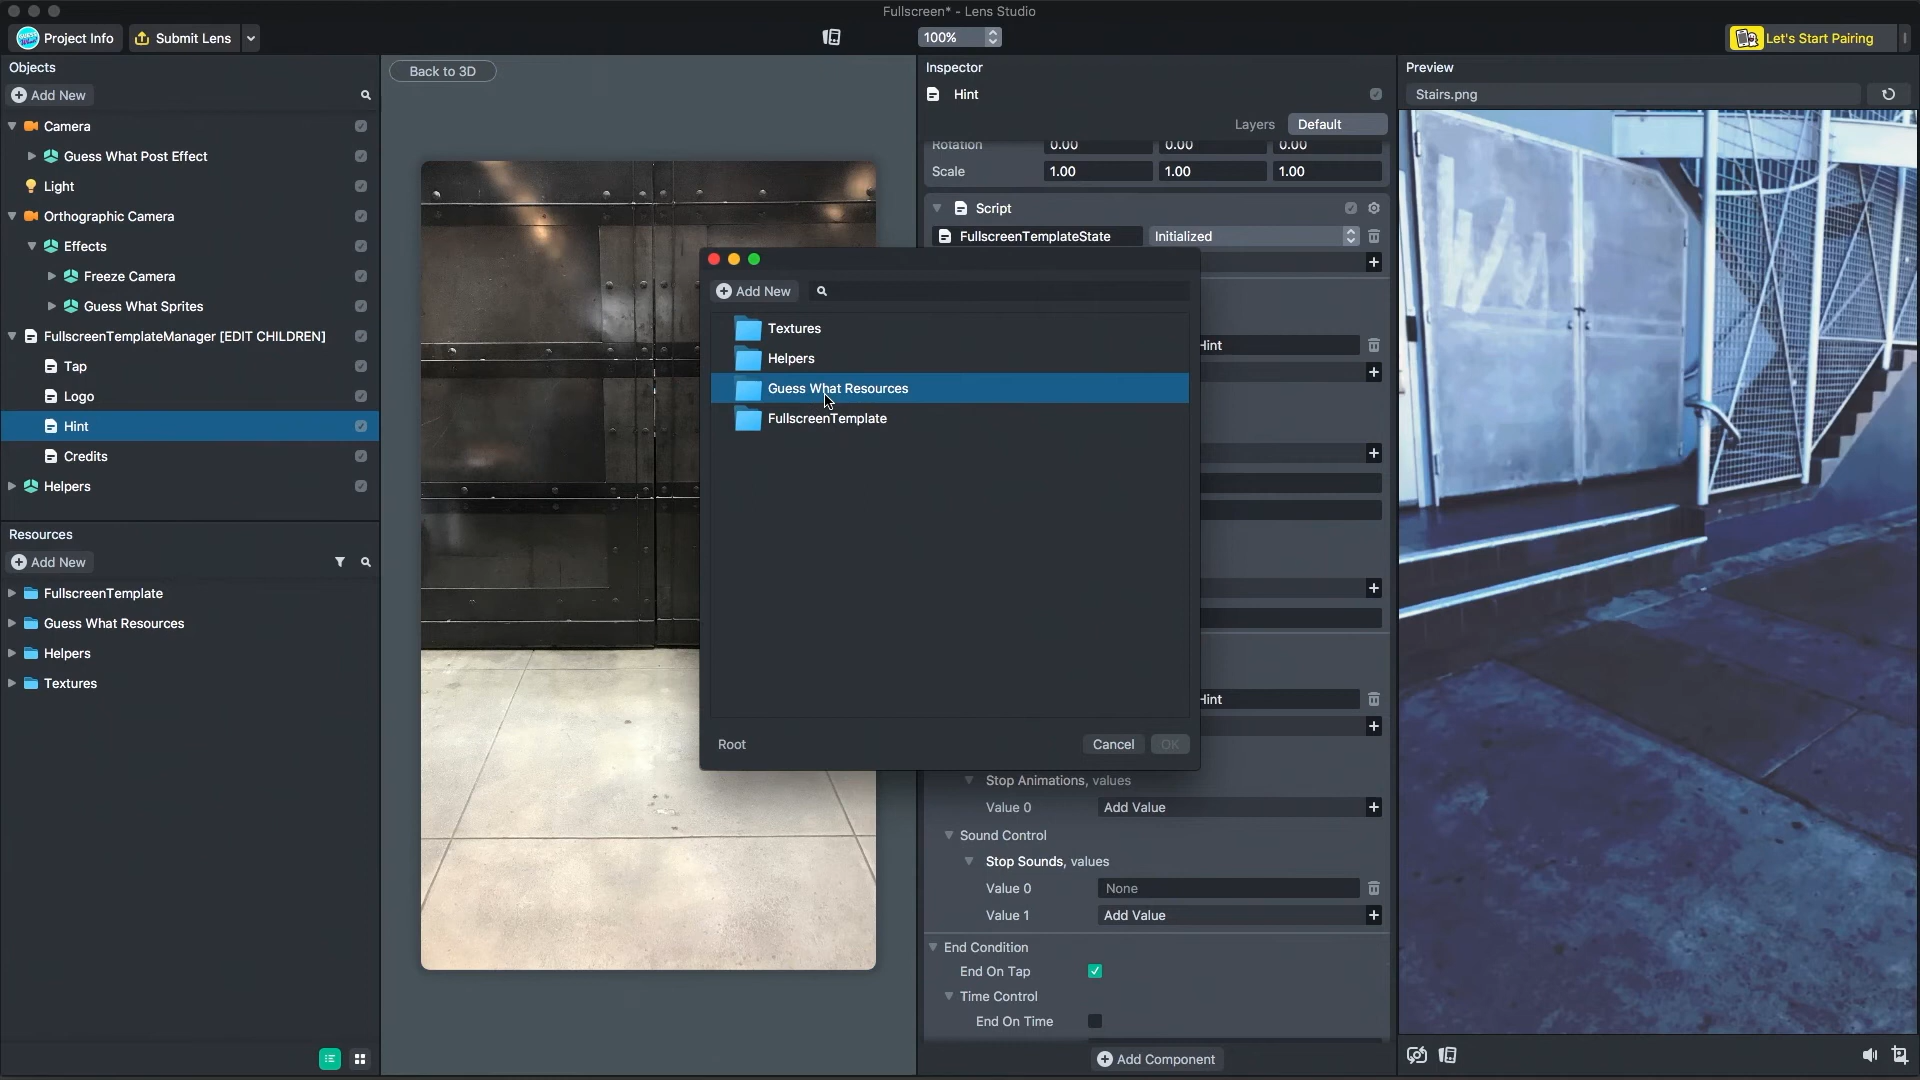 Fullscreen* - Lens Studio
Project Info
Submit Lens
100%
Let's Start Pairing
Objects
Add New
Camera
Guess What Post Effect
Light
Orthographic Camera
Effects
Freeze Camera
Guess What Sprites
FullscreenTemplateManager [EDIT CHILDREN]
Tap
Logo
Hint
Credits
Helpers
Resources
Add New
FullscreenTemplate
Guess What Resources
Helpers
Textures
Back to 3D
Add New
Textures
Helpers
Guess What Resources
FullscreenTemplate
Root
Cancel
OK
Inspector
Hint
Layers
Default
Rotation 0.00 0.00 0.00
Scale 1.00 1.00 1.00
Script
FullscreenTemplateState Initialized
Hint
Hint
Stop Animations, values
Value 0 Add Value
Sound Control
Stop Sounds, values
Value 0 None
Value 1 Add Value
End Condition
End On Tap
Time Control
End On Time
Add Component
Preview
Stairs.png